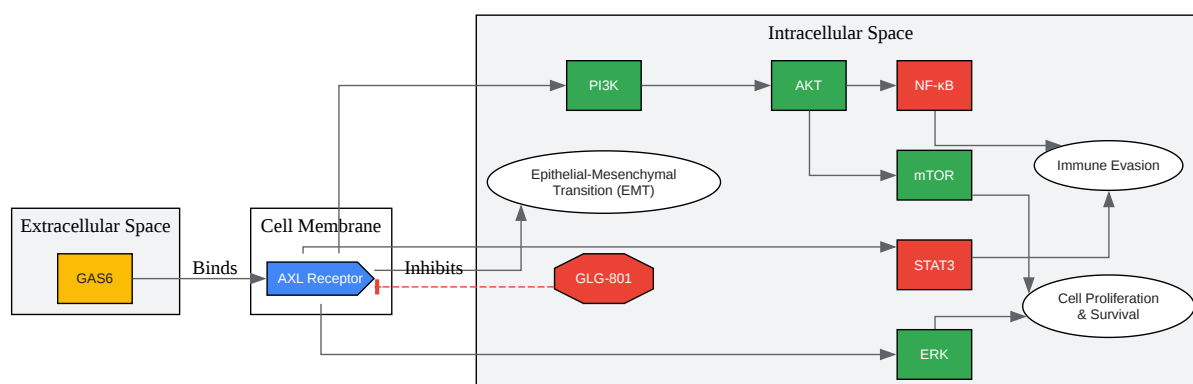 Intracellular Space
PI3K
AKT
NF-κB
Immune Evasion
mTOR
Epithelial-Mesenchymal
Transition (EMT)
Extracellular Space
GAS6
Binds
Cell Membrane
AXL Receptor
Inhibits
GLG-801
STAT3
Cell Proliferation
& Survival
ERK